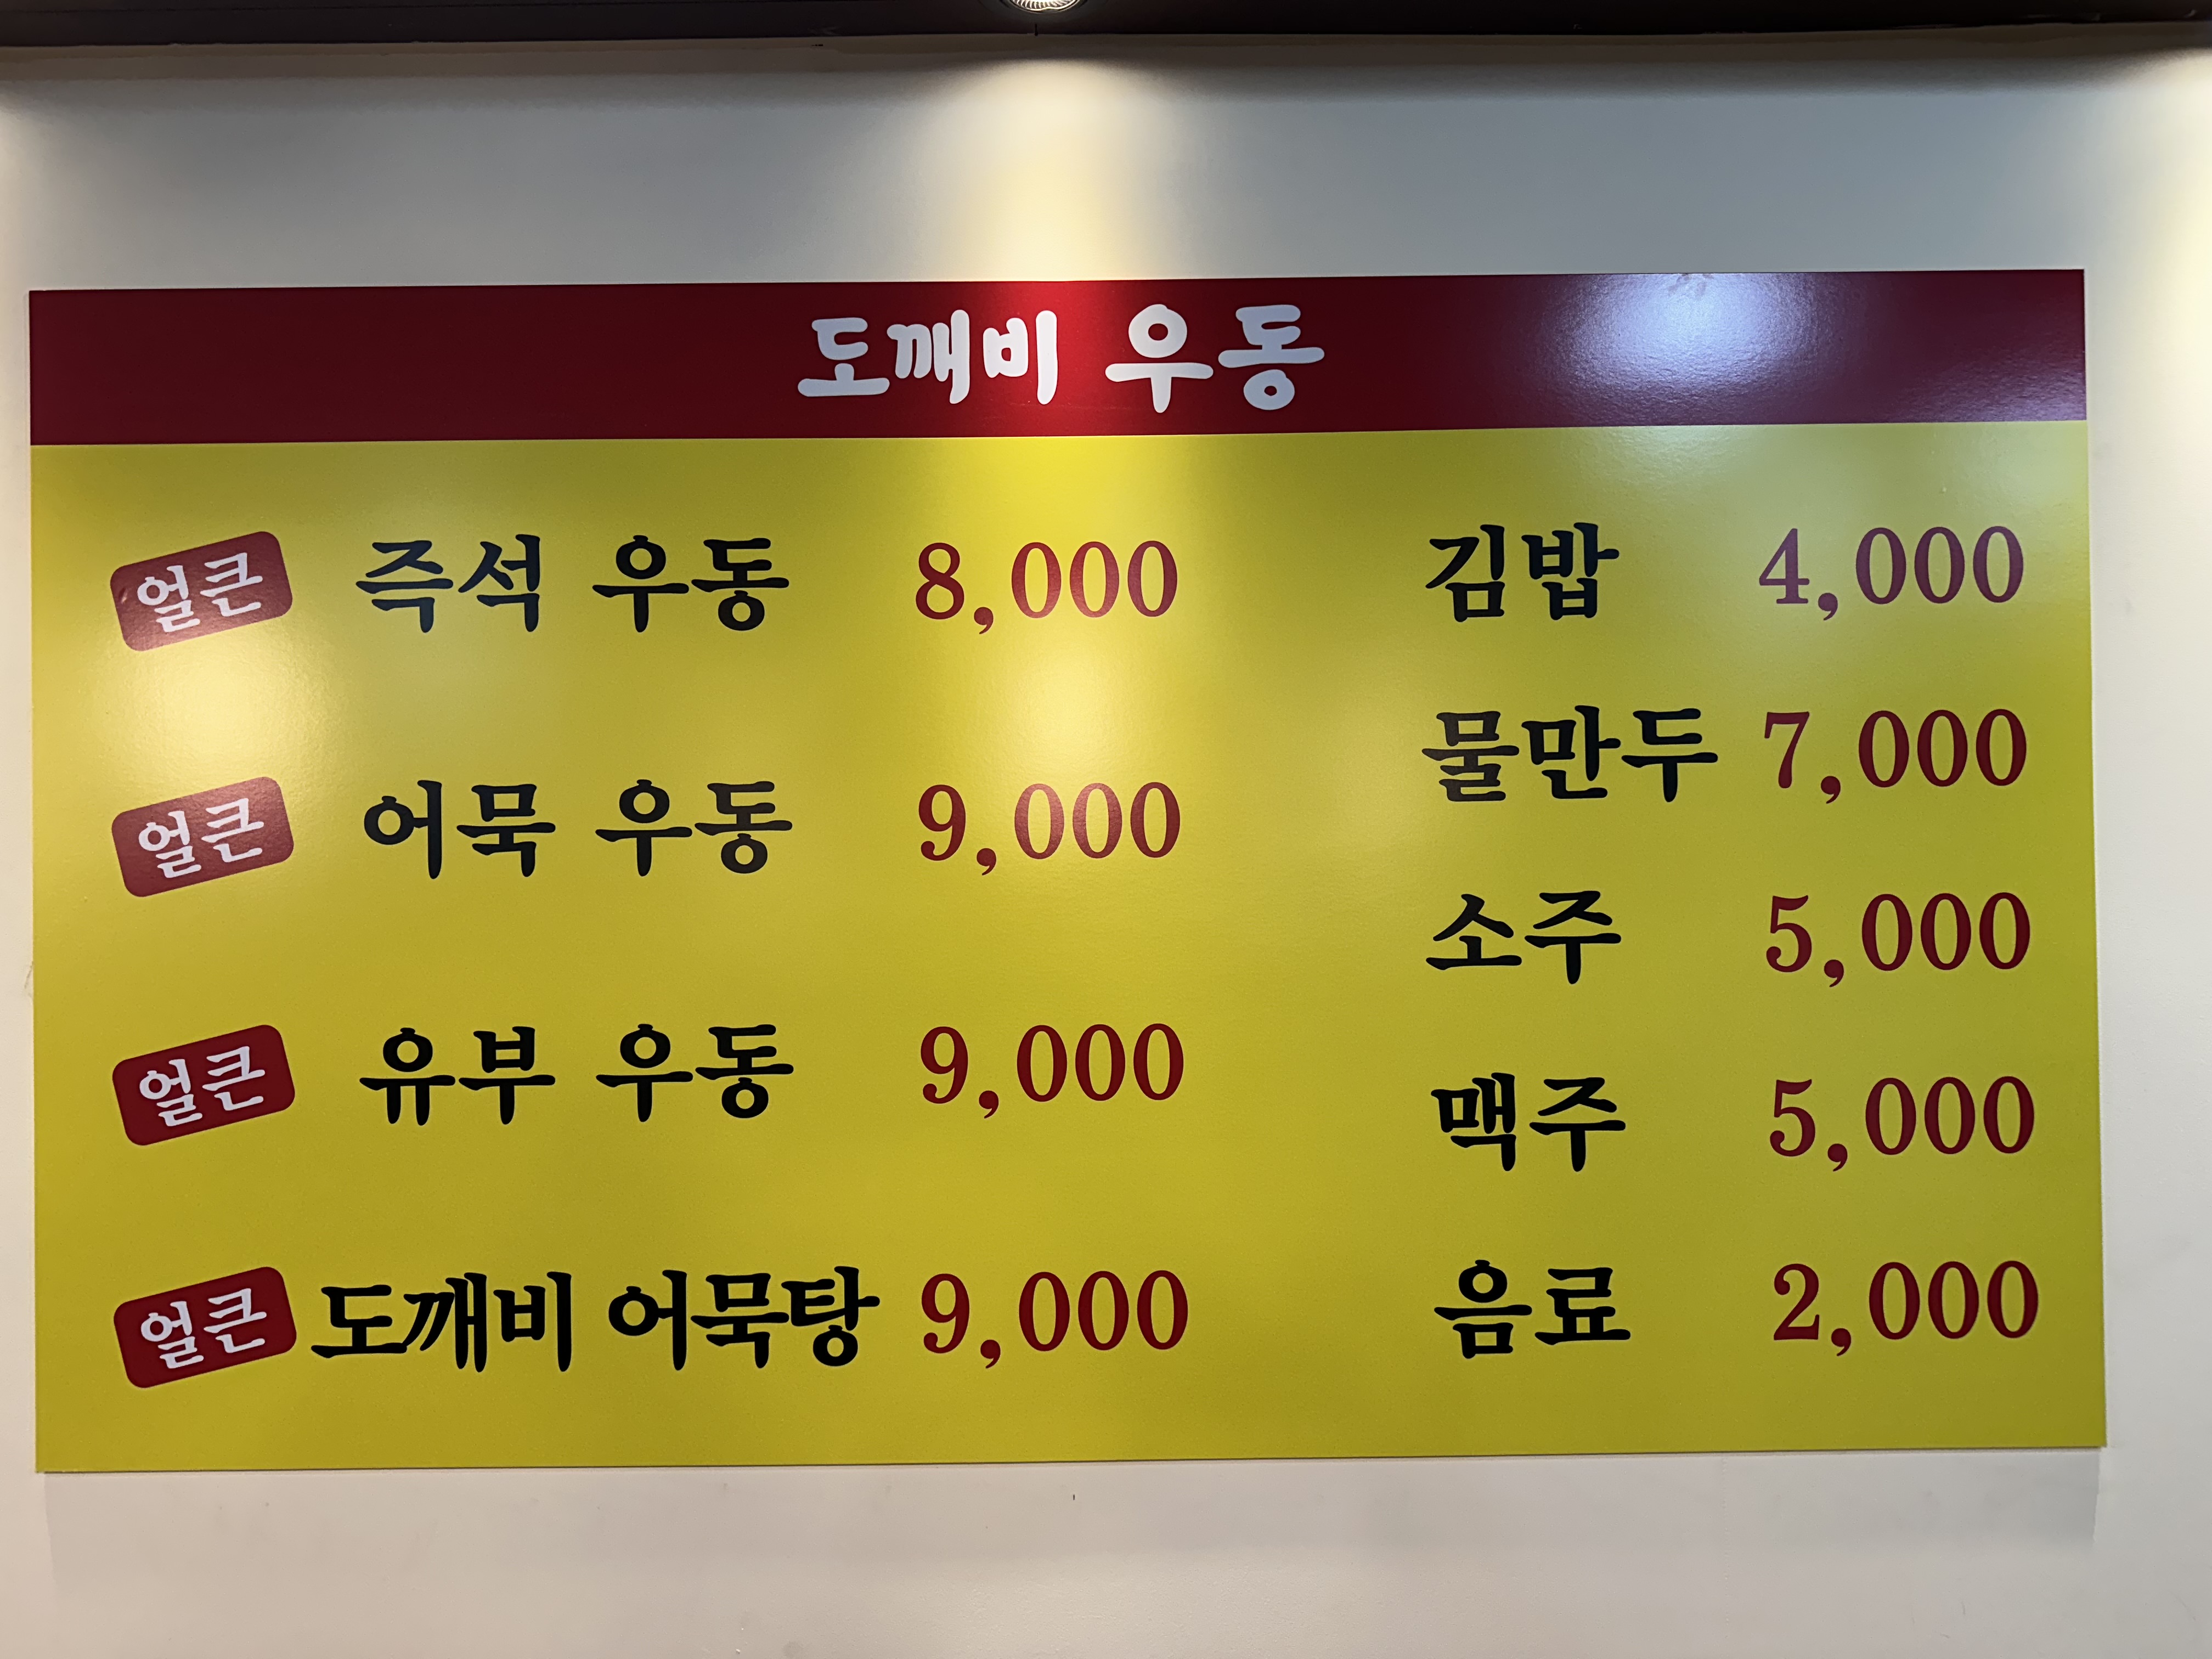 도깨비 우동
얼큰 즉석 우동 8,000
얼큰 어묵 우동 9,000
얼큰 유부 우동 9,000
얼큰 도깨비 어묵탕 9,000
김밥 4,000
물만두 7,000
소주 5,000
맥주 5,000
음료 2,000